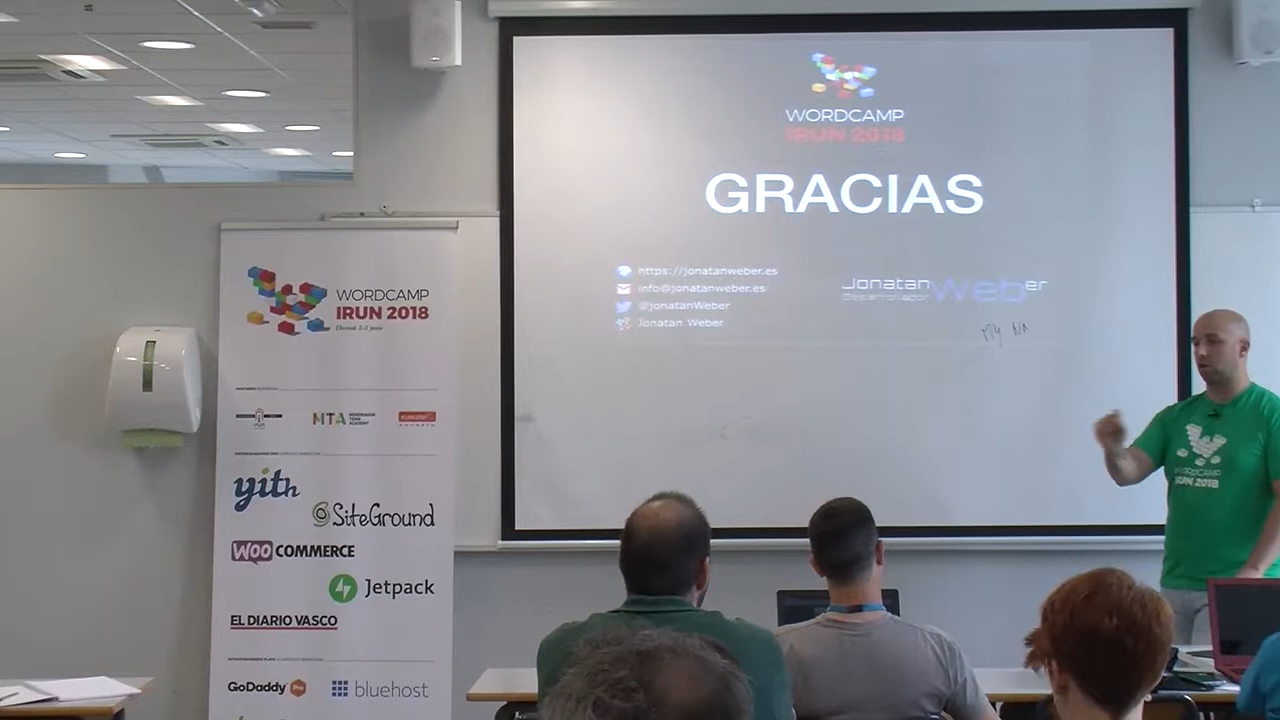 WORDCAMP
IRUN 2018
GRACIAS
https://jonatanweber.es
info@jonatanweber.es
@jonatanWeber
Jonatan Weber
Jonatan Weber
Desarrollador
MY
WORDCAMP
IRUN 2018
MTA
yith
SiteGround
WOO COMMERCE
Jetpack
EL DIARIO VASCO
GoDaddy
bluehost
WORDCAMP
IRUN 2018